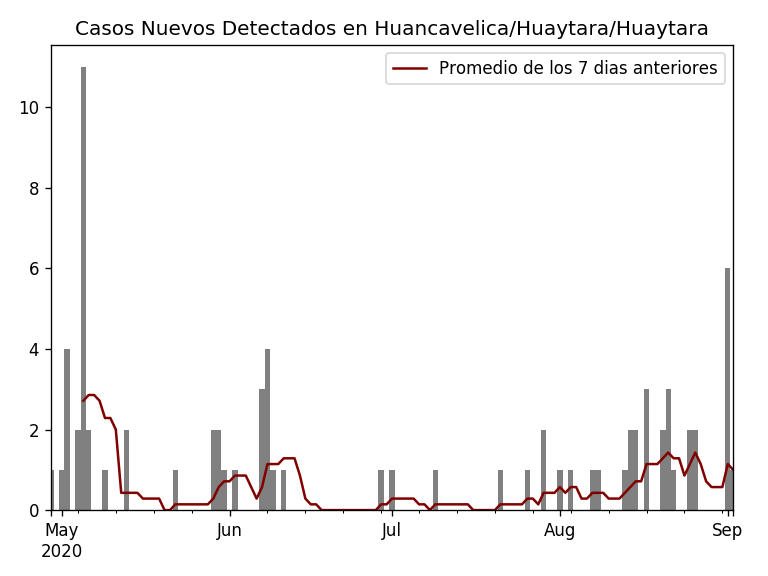 Casos Nuevos Detectados en Huancavelica/Huaytara/Huaytara
Promedio de los 7 dias anteriores
10
8
6
4
2
0
May Jun Jul Aug Sep
2020